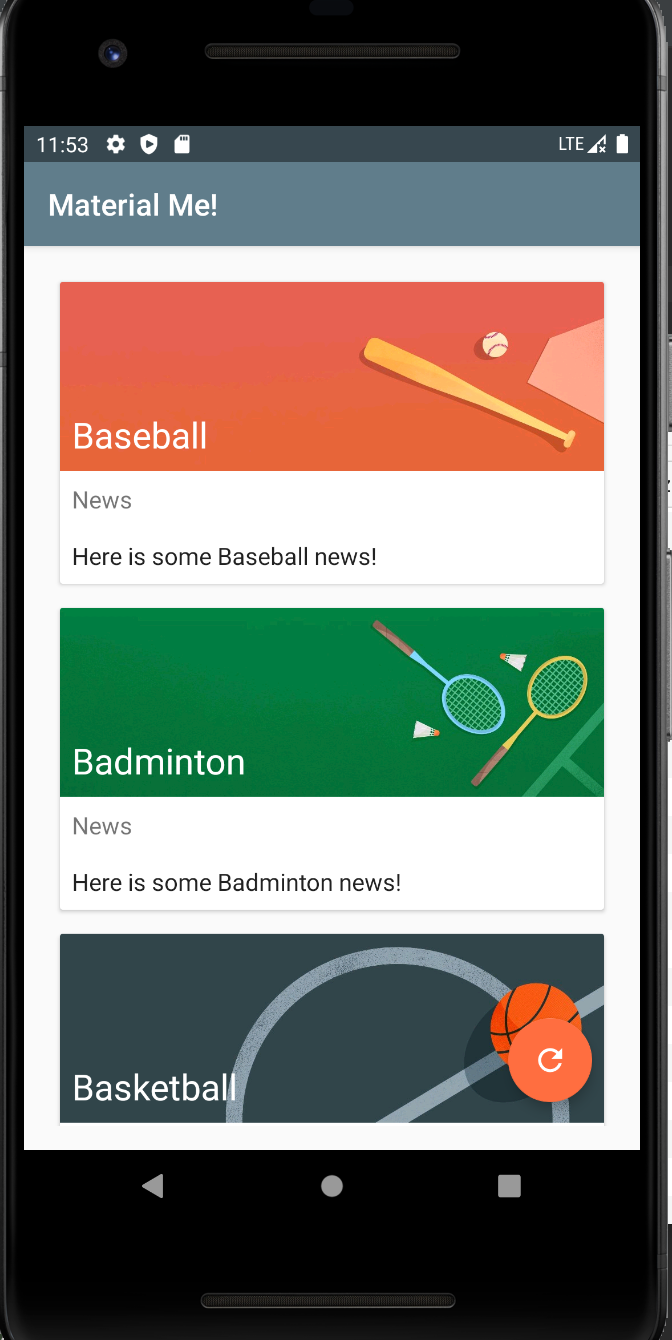 11:53
LTE
Material Me!
Baseball
News
Here is some Baseball news!
Badminton
News
Here is some Badminton news!
Basketball